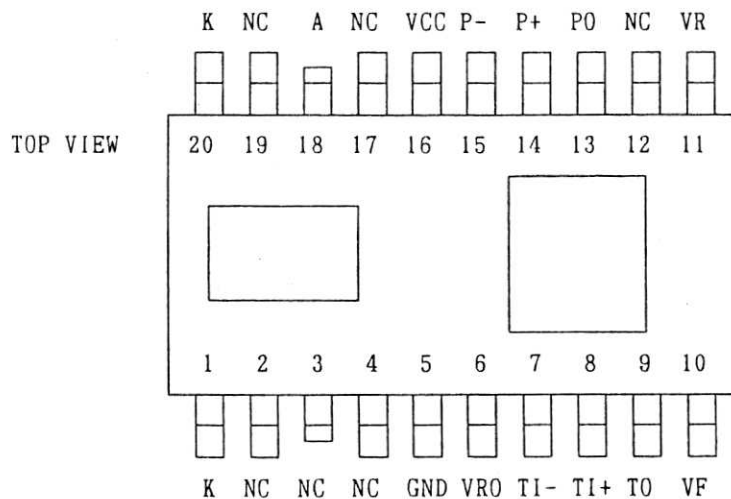 K NC A NC VCC P- P+ PO NC VR
TOP VIEW 20 19 18 17 16 15 14 13 12 11
1 2 3 4 5 6 7 8 9 10
K NC NC NC GND VRO TI- TI+ TO VF